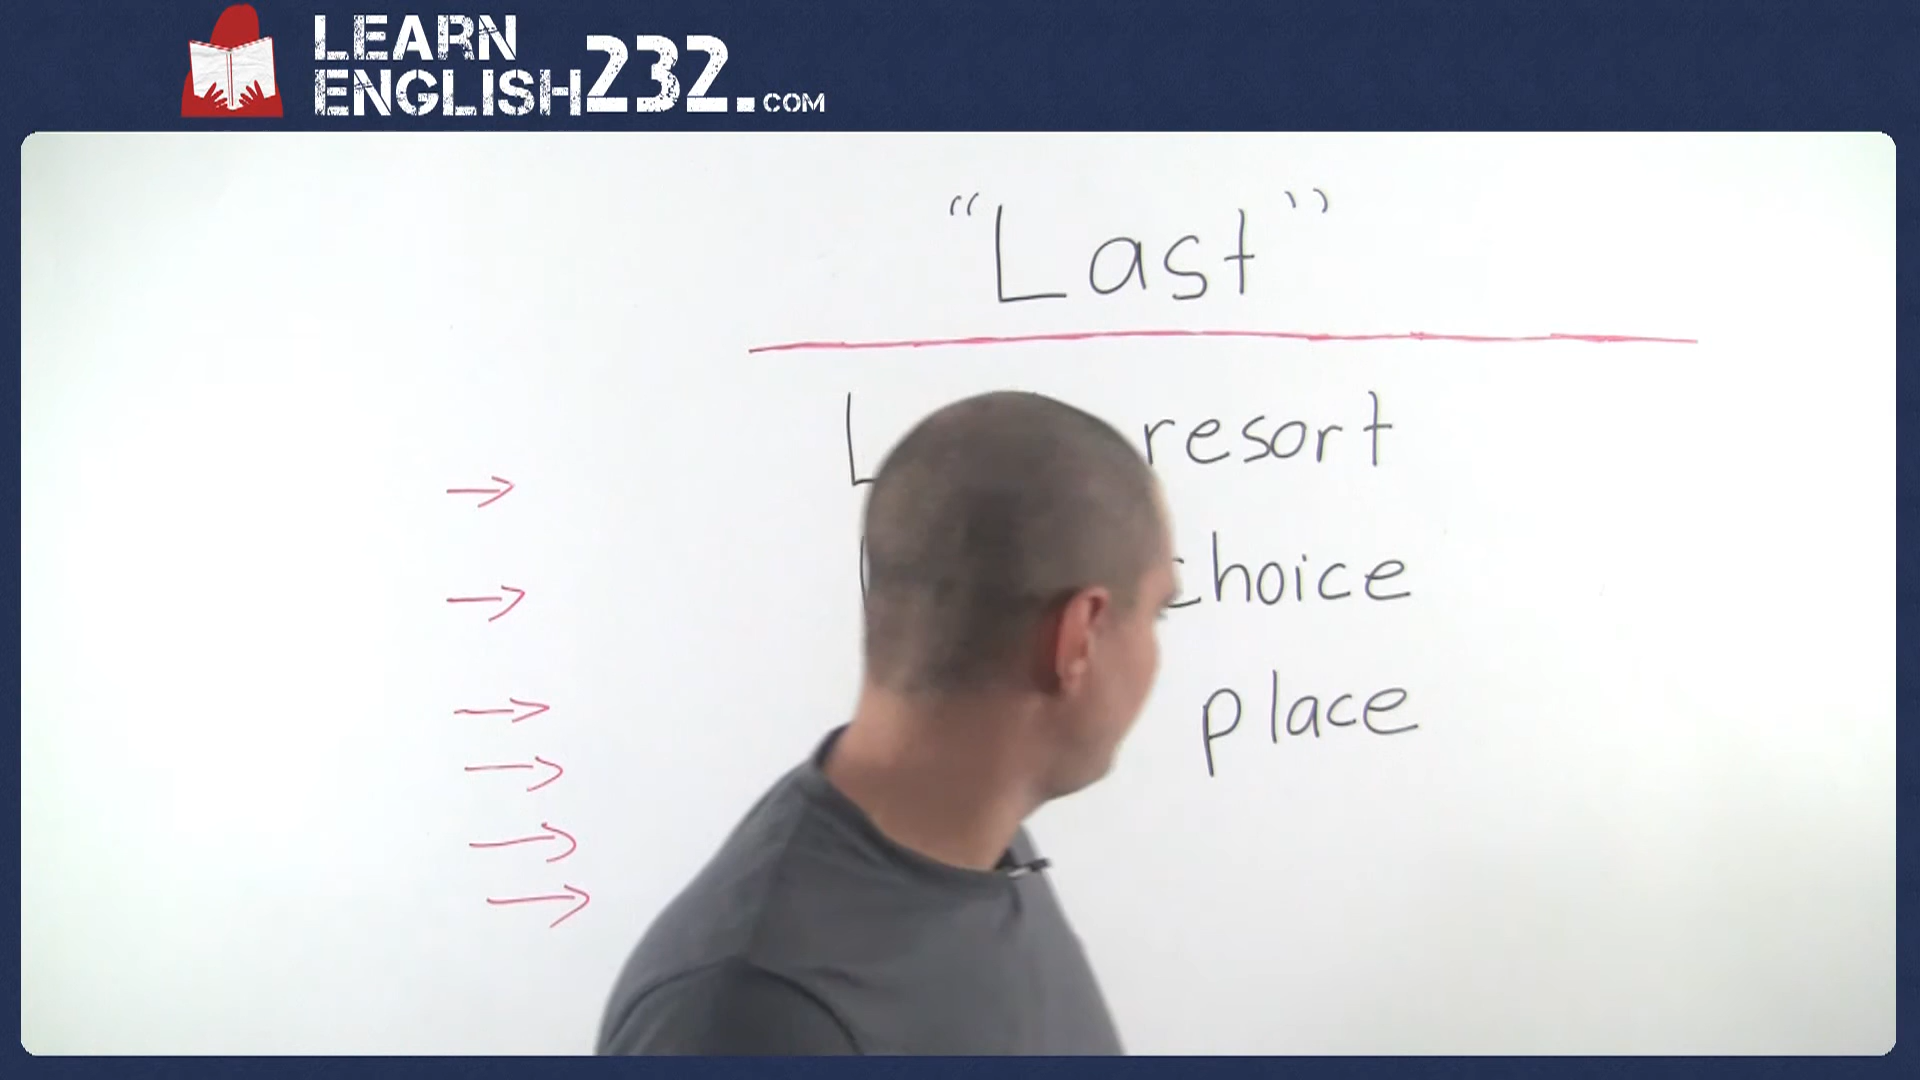 LEARN
ENGLISH232.COM
"Last"
resort
choice
place